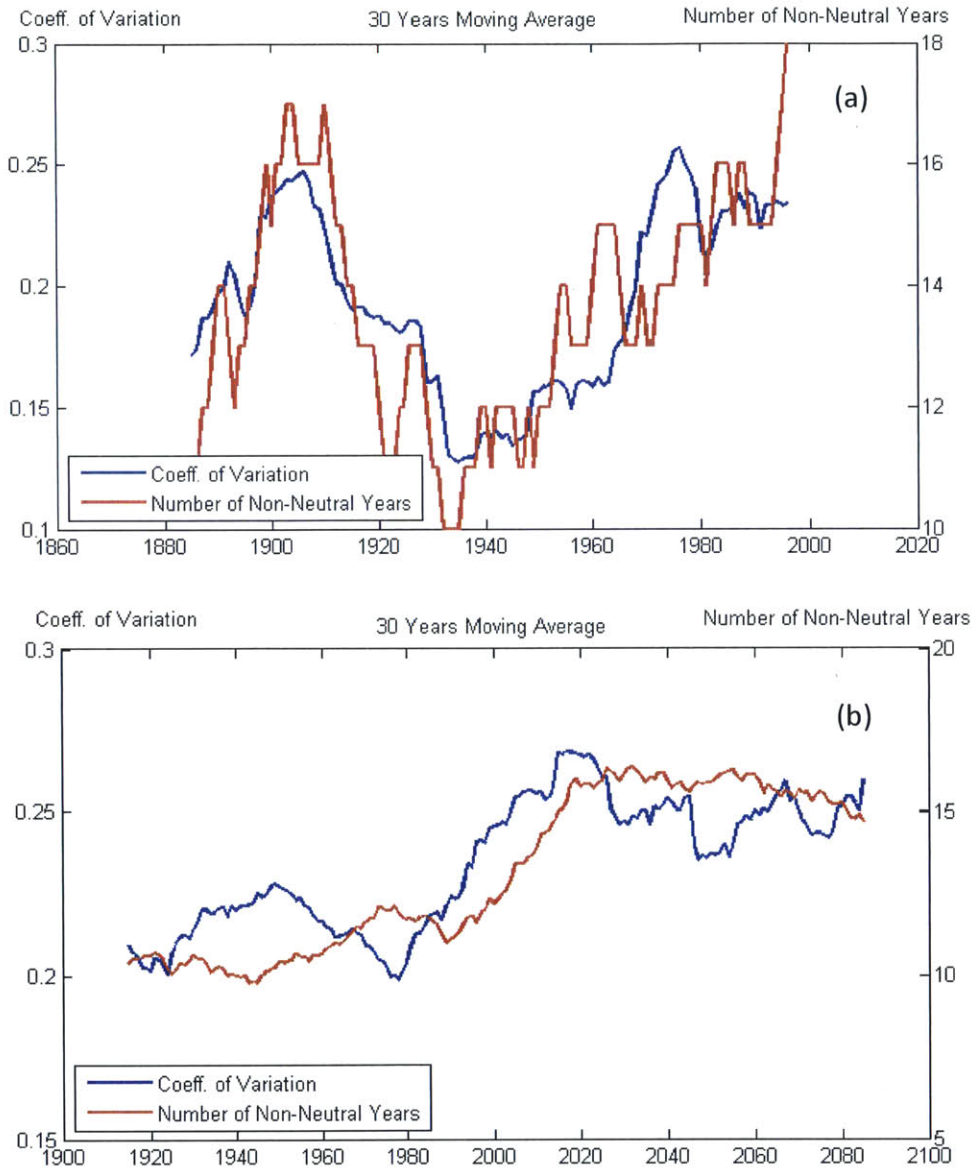 Coeff. of Variation 30 Years Moving Average Number of Non-Neutral Years
0.3 18
(a)
0.25 16
0.2 14
0.15 12
Coeff. of Variation
Number of Non-Neutral Years
0.1 10
1860 1880 1900 1920 1940 1960 1980 2000 2020
Coeff. of Variation 30 Years Moving Average Number of Non-Neutral Years
0.3 20
(b)
0.25 15
0.2 10
Coeff. of Variation
Number of Non-Neutral Years
0.15 5
1900 1920 1940 1960 1980 2000 2020 2040 2060 2080 2100